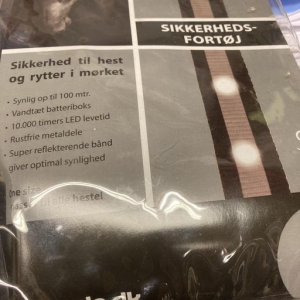 SIKKERHEDS-
FORTØJ
Sikkerhed til hest
og rytter i mørket
• Synlig op til 100 mtr.
• Vandtæt batteriboks
• 10.000 timers LED levetid
• Rustfrie metaldele
• Super reflekterende bånd
giver optimal synlighed